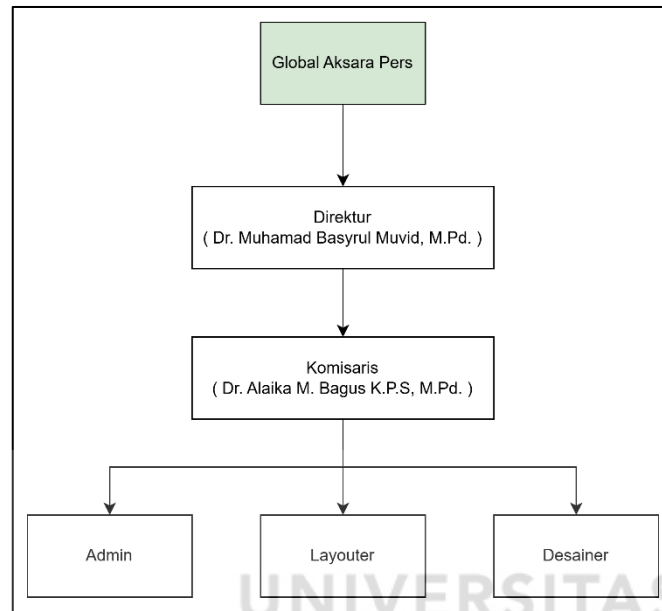 Global Aksara Pers
Direktur
( Dr. Muhamad Basyrul Muvid, M.Pd. )
Komisaris
( Dr. Alaika M. Bagus K.P.S, M.Pd. )
Admin
Layouter
Desainer
UNIVERSITAS